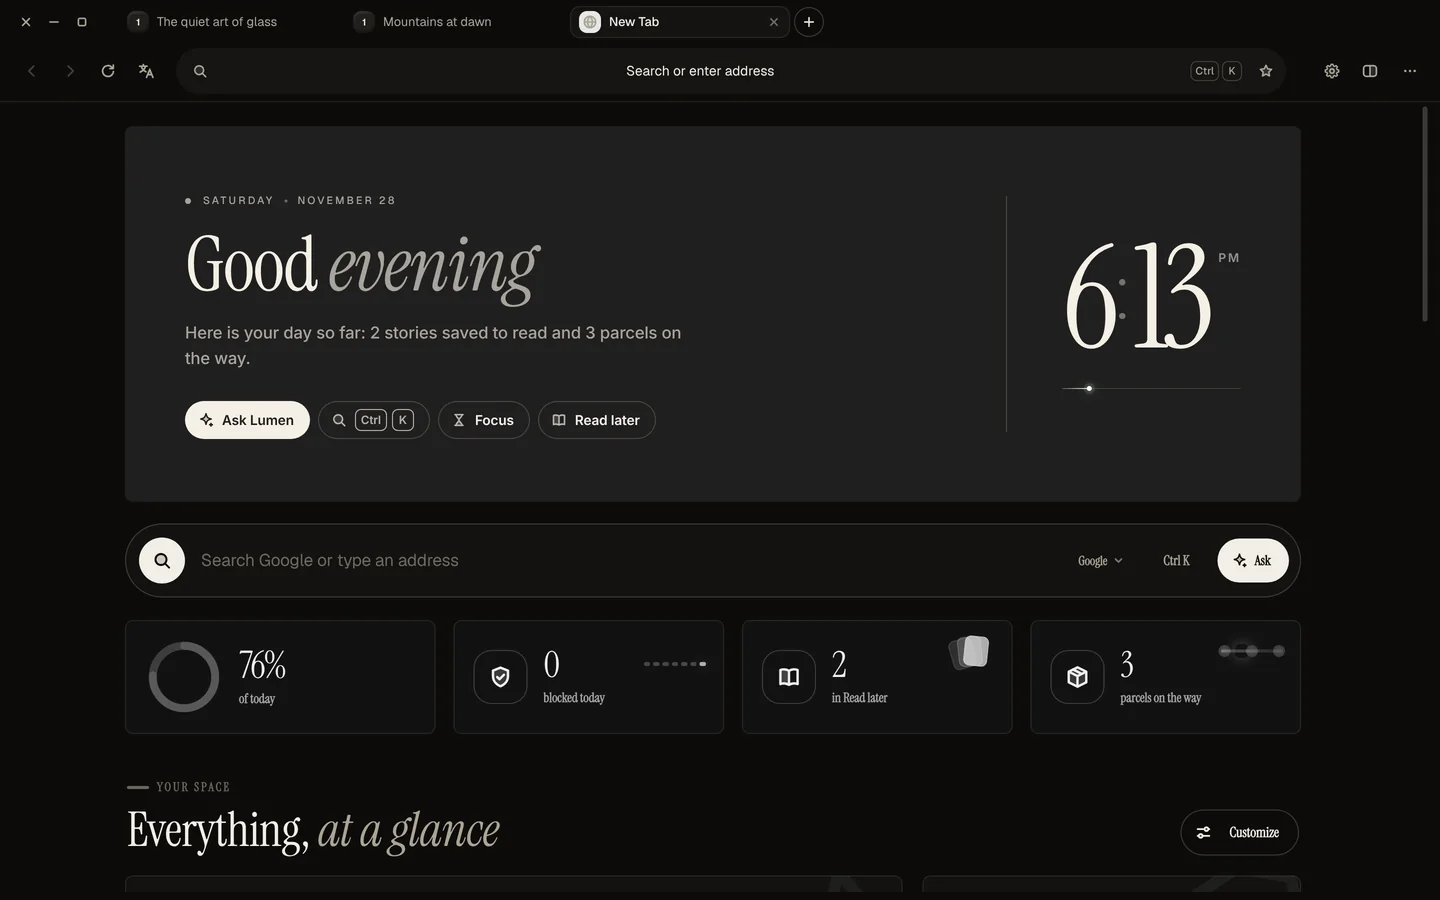 1 The quiet art of glass
1 Mountains at dawn
New Tab
Search or enter address
Ctrl K
SATURDAY • NOVEMBER 28
Good evening
Here is your day so far: 2 stories saved to read and 3 parcels on
the way.
Ask Lumen
Ctrl K
Focus
Read later
6:13 PM
Search Google or type an address
Google
Ctrl K
Ask
76%
of today
0
blocked today
2
in Read later
3
parcels on the way
YOUR SPACE
Everything, at a glance
Customize